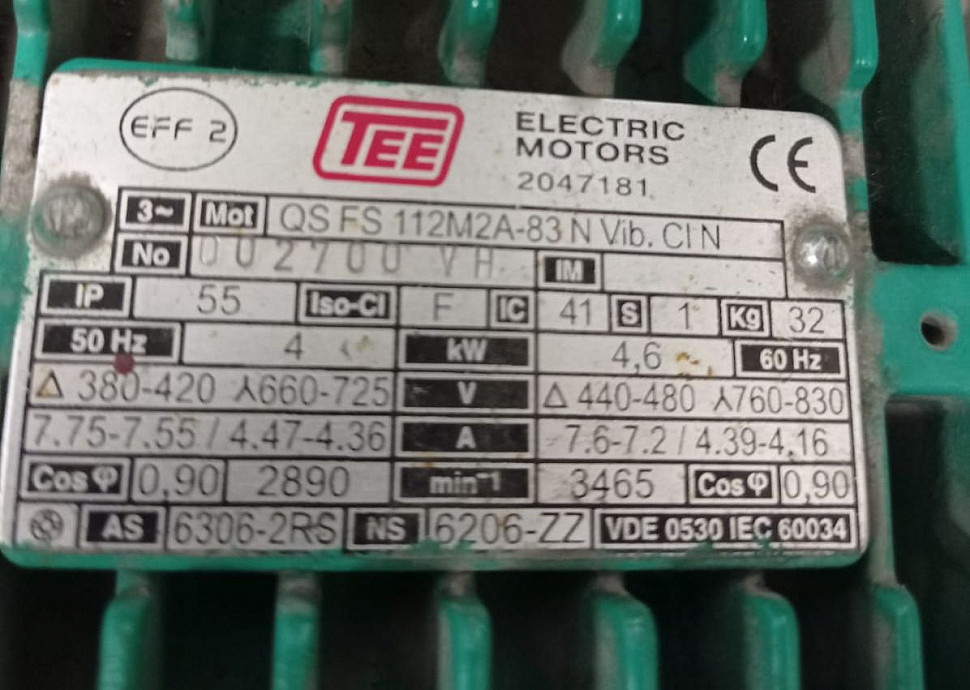 EFF 2 TEE ELECTRIC MOTORS CE
2047181
3~ Mot QS FS 112M2A-83 N Vib. Cl N
No 002700 VH IM
IP 55 Iso-Cl F IC 41 S 1 Kg 32
50 Hz 4 kW 4,6 60 Hz
Δ 380-420 ⅄ 660-725 V Δ 440-480 ⅄ 760-830
7.75-7.55 / 4.47-4.36 A 7.6-7.2 / 4.39-4.16
Cos φ 0,90 2890 min⁻¹ 3465 Cos φ 0,90
AS 6306-2RS NS 6206-ZZ VDE 0530 IEC 60034